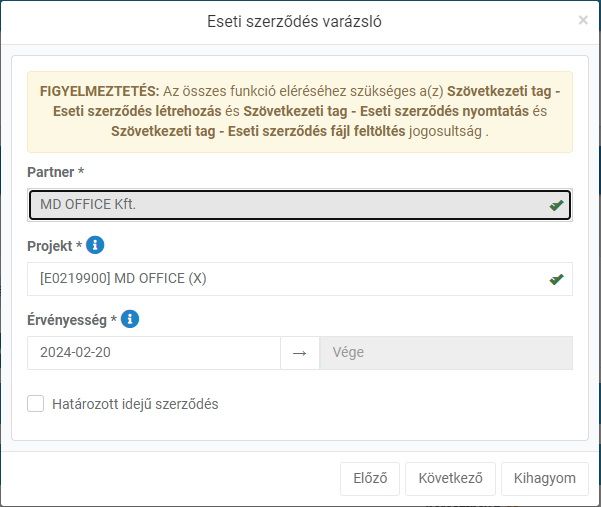 Eseti szerződés varázsló
×
FIGYELMEZTETÉS: Az összes funkció eléréséhez szükséges a(z) Szövetkezeti tag -
Eseti szerződés létrehozás és Szövetkezeti tag - Eseti szerződés nyomtatás és
Szövetkezeti tag - Eseti szerződés fájl feltöltés jogosultság .
Partner *
MD OFFICE Kft.
Projekt *
[E0219900] MD OFFICE (X)
Érvényesség *
2024-02-20 → Vége
Határozott idejű szerződés
Előző Következő Kihagyom